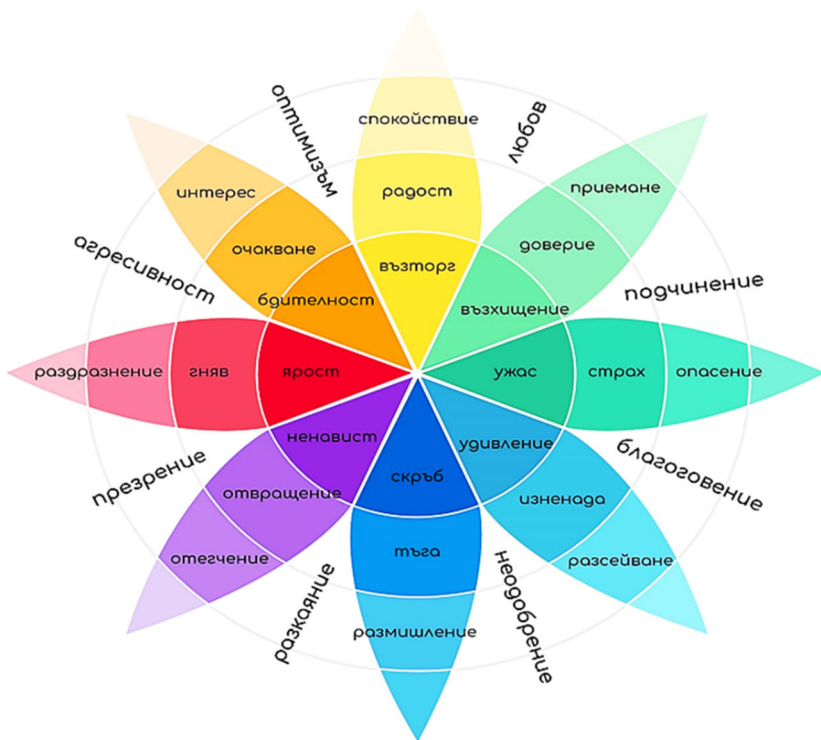 спокойствие
оптимизъм
любов
интерес
радост
приемане
очакване
доверие
агресивност
възторг
подчинение
бдителност
възхищение
раздразнение
гняв
ярост
ужас
страх
опасение
ненавист
удивление
презрение
скръб
благоговение
отвращение
изненада
отегчение
тъга
разсейване
разкаяние
размишление
неодобрение